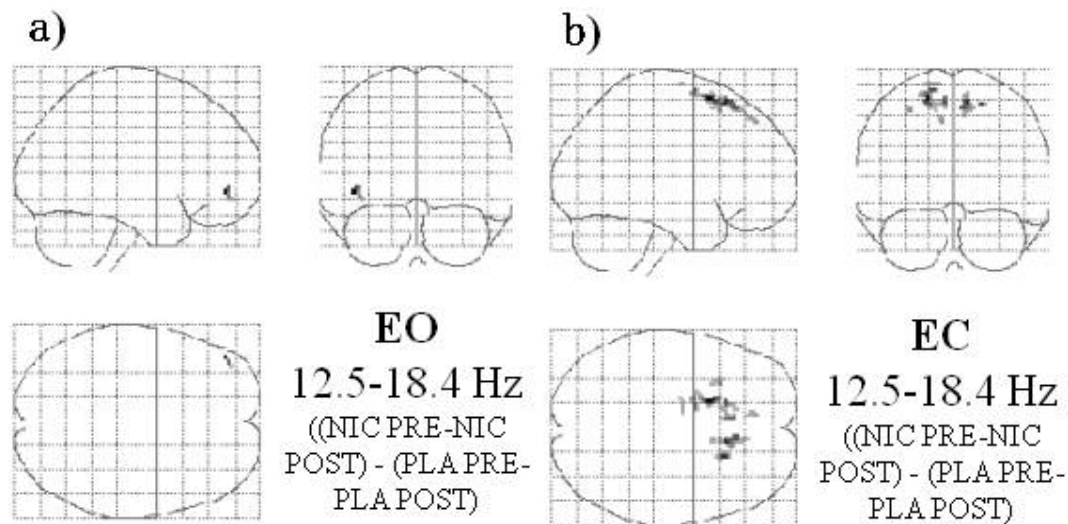 a)
b)
EO
12.5-18.4 Hz
((NIC PRE-NIC
POST) - (PLA PRE-
PLA POST)
EC
12.5-18.4 Hz
((NIC PRE-NIC
POST) - (PLA PRE-
PLA POST)